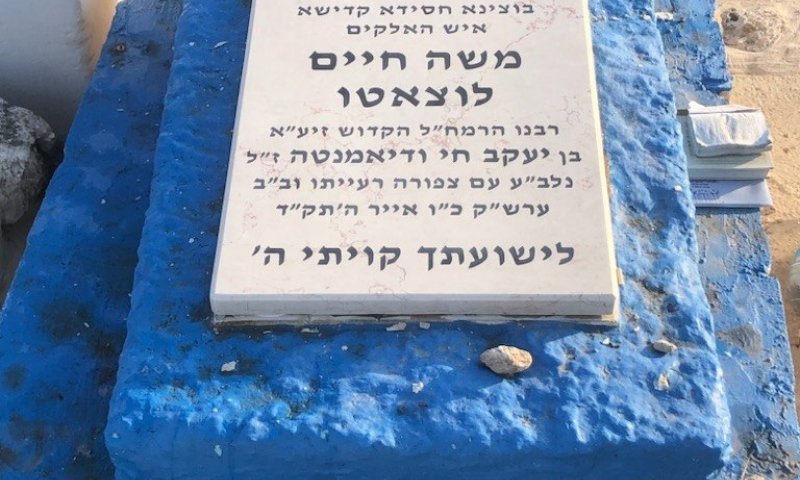 בוצינא חסידא קדישא
איש האלקים
משה חיים
לוצאטו
רבנו הרמח"ל הקדוש זיע"א
בן יעקב חי ודיאמנטה ז"ל
נלב"ע עם צפורה רעייתו וב"ב
ערש"ק כ"ו אייר ה'תק"ד
לישועתך קויתי ה'